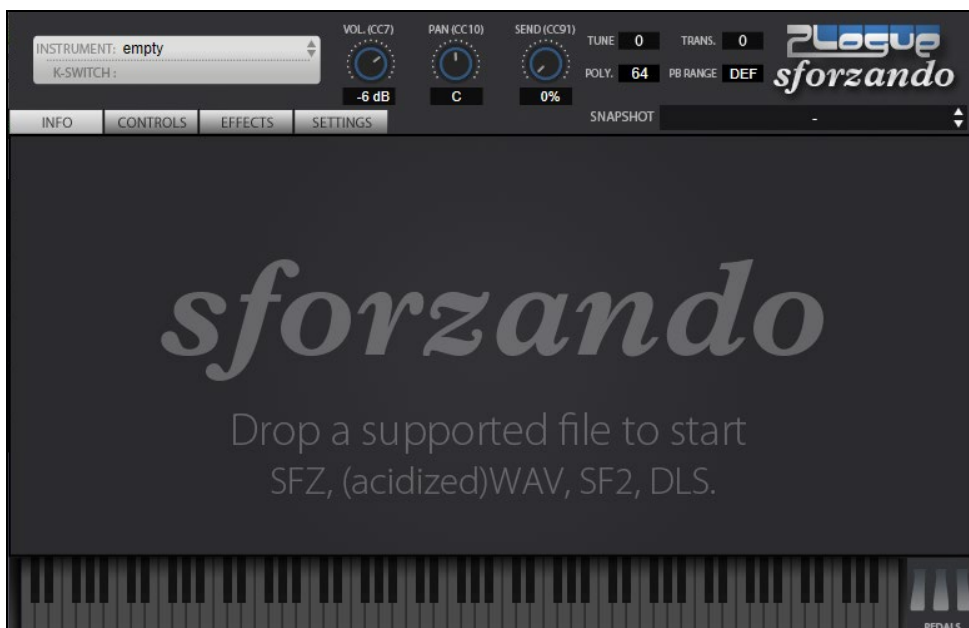 INSTRUMENT: empty
K-SWITCH :
VOL. (CC7)
-6 dB
PAN (CC10)
C
SEND (CC91)
0%
TUNE 0 TRANS. 0
POLY. 64 PB RANGE DEF
PLOGUE
sforzando
INFO CONTROLS EFFECTS SETTINGS
SNAPSHOT -
sforzando
Drop a supported file to start
SFZ, (acidized)WAV, SF2, DLS.
PEDALS